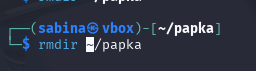 ┌──(sabina㉿vbox)-[~/papka]
└─$ rmdir ~/papka